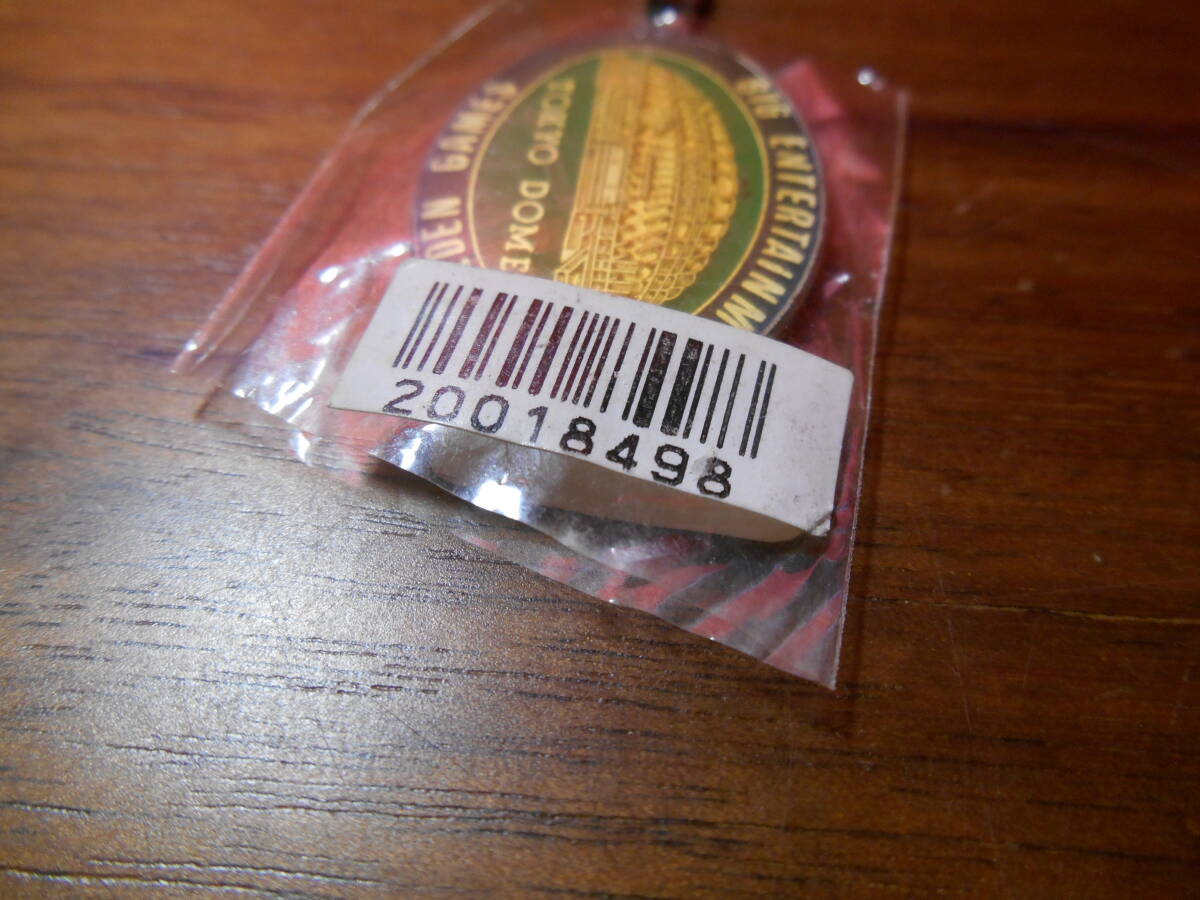 BIG ENTERTAINM
DEN GAMES
TOKYO DOME
20018498